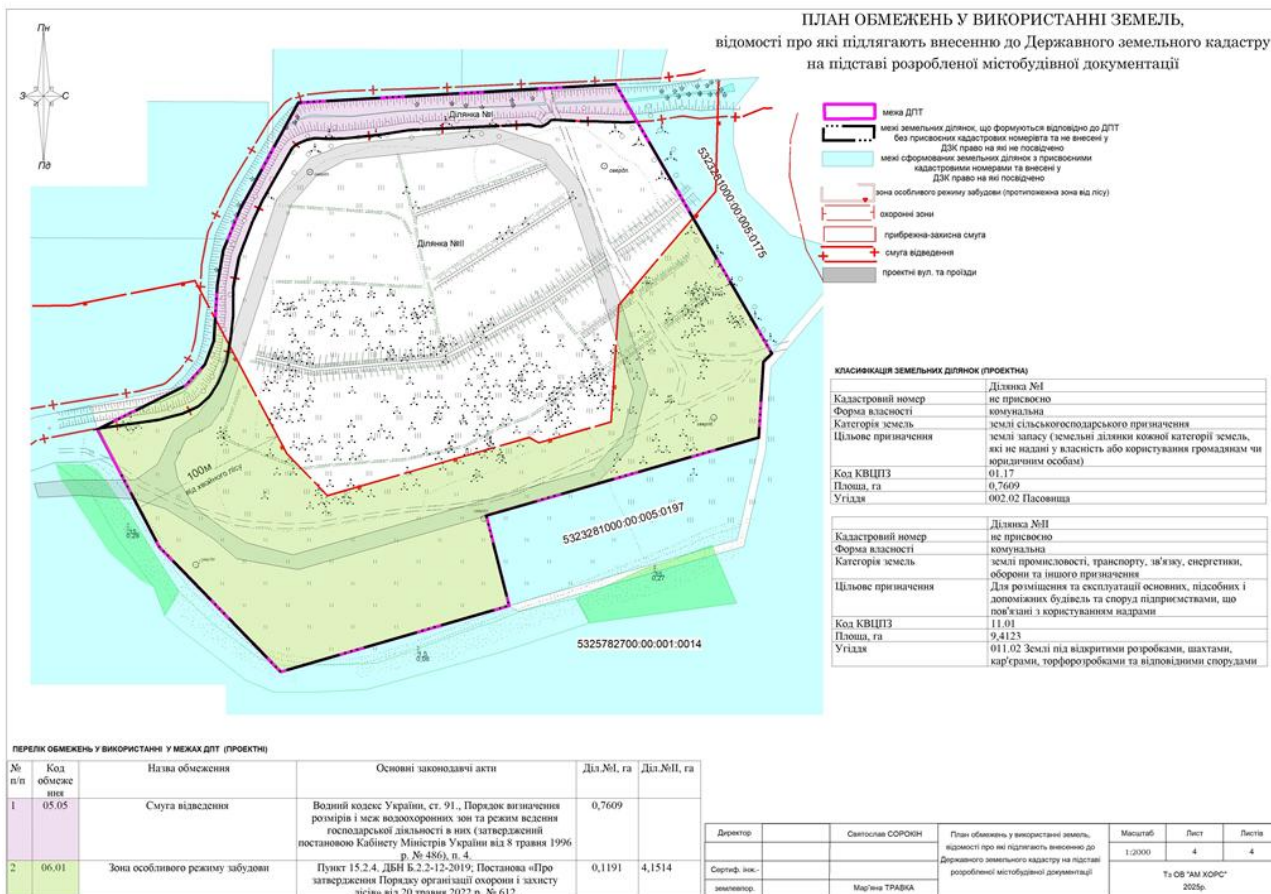 ПЛАН ОБМЕЖЕНЬ У ВИКОРИСТАННІ ЗЕМЕЛЬ,
відомості про які підлягають внесенню до Державного земельного кадастру
на підставі розробленої містобудівної документації
Пн
З
С
Пд
межа ДПТ
межі земельних ділянок, що формуються відповідно до ДПТ
без присвоєних кадастрових номерівта не внесені у
ДЗК право на які не посвідчено
межі сформованих земельних ділянок з присвоєними
кадастровими номерами та внесені у
ДЗК право на які посвідчено
зона особливого режиму забудови (протипожежна зона від лісу)
охоронні зони
прибрежна-захисна смуга
смуга відведення
проектні вул. та проїзди
Ділянка №І
Ділянка №ІІ
5323281000:00:005:0175
100м
від хвойного лісу
5323281000:00:005:0197
5325782700:00:001:0014
КЛАСИФІКАЦІЯ ЗЕМЕЛЬНИХ ДІЛЯНОК (ПРОЕКТНА)
Ділянка №І
Кадастровий номер не присвоєно
Форма власності комунальна
Категорія земель землі сільськогосподарського призначення
Цільове призначення землі запасу (земельні ділянки кожної категорії земель,
які не надані у власність або користування громадянам чи
юридичним особам)
Код КВЦПЗ 01.17
Площа, га 0,7609
Угіддя 002.02 Пасовища
Ділянка №ІІ
Кадастровий номер не присвоєно
Форма власності комунальна
Категорія земель землі промисловості, транспорту, зв'язку, енергетики,
оборони та іншого призначення
Цільове призначення Для розміщення та експлуатації основних, підсобних і
допоміжних будівель та споруд підприємствами, що
пов'язані з користуванням надрами
Код КВЦПЗ 11.01
Площа, га 9,4123
Угіддя 011.02 Землі під відкритими розробками, шахтами,
кар'єрами, торфорозробками та відповідними спорудами
ПЕРЕЛІК ОБМЕЖЕНЬ У ВИКОРИСТАННІ У МЕЖАХ ДПТ (ПРОЕКТНІ)
№ п/п Код обмеже ння Назва обмеження Основні законодавчі акти Діл.№І, га Діл.№ІІ, га
1 05.05 Смуга відведення Водний кодекс України, ст. 91., Порядок визначення 0,7609
розмірів і меж водоохоронних зон та режим ведення
господарської діяльності в них (затверджений
постановою Кабінету Міністрів України від 8 травня 1996
р. № 486), п. 4.
2 06.01 Зона особливого режиму забудови Пункт 15.2.4. ДБН Б.2.2-12-2019; Постанова «Про 0,1191 4,1514
затвердження Порядку організації охорони і захисту
лісів» від 20 травня 2022 р. № 612
Директор Святослав СОРОКІН
Сертиф. інж.-
землевпор. Мар'яна ТРАВКА
План обмежень у використанні земель,
відомості про які підлягають внесенню до
Державного земельного кадастру на підставі
розробленої містобудівної документації
Масштаб Лист Листів
1:2000 4 4
Тз ОВ "АМ ХОРС"
2025р.